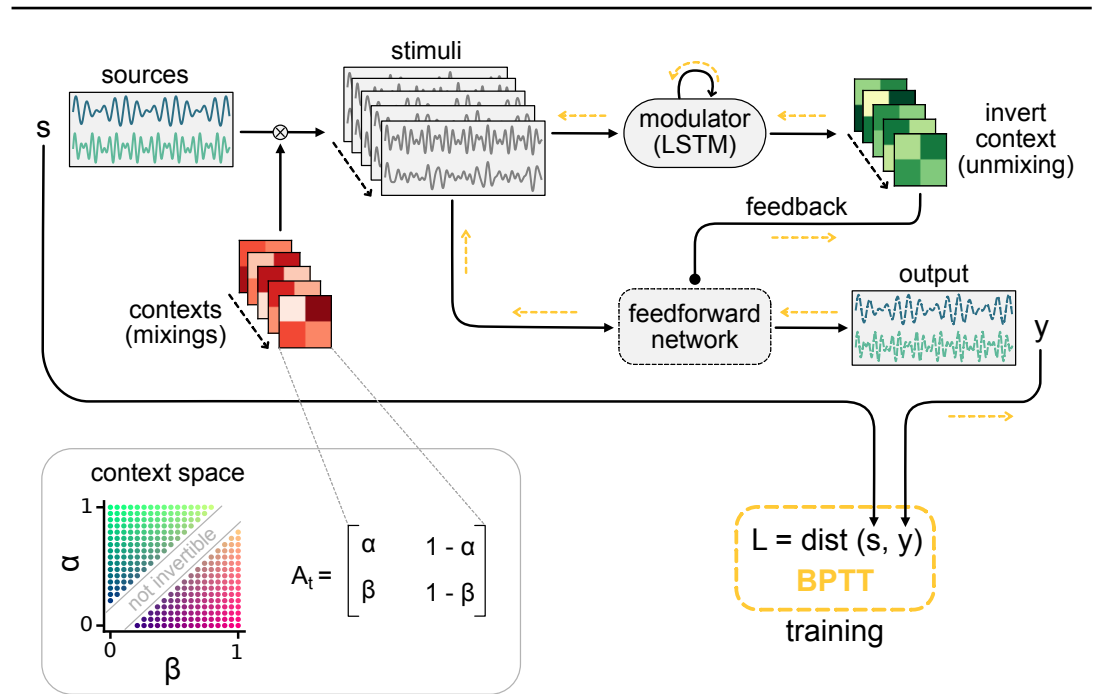 stimuli
sources
s
modulator
(LSTM)
invert
context
(unmixing)
feedback
contexts
(mixings)
feedforward
network
output
y
context space
1
α
not invertible
0
0
β
1
A_t =
α 1 - α
β 1 - β
L = dist (s, y)
BPTT
training